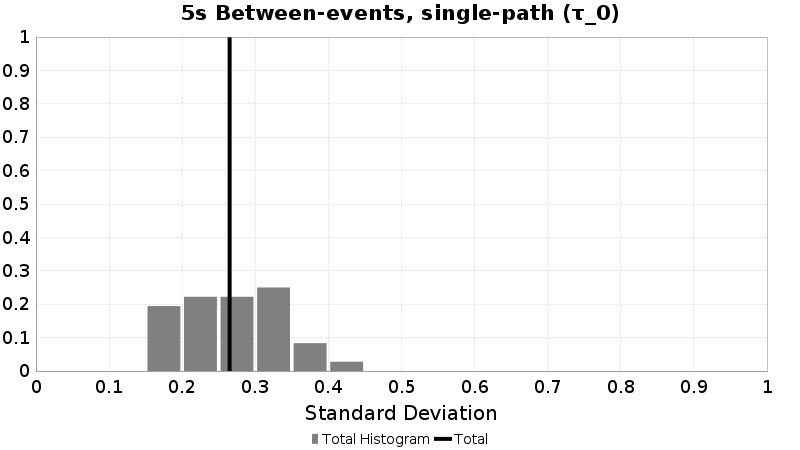 5s Between-events, single-path (τ_0)
1
0.9
0.8
0.7
0.6
0.5
0.4
0.3
0.2
0.1
0
0 0.1 0.2 0.3 0.4 0.5 0.6 0.7 0.8 0.9 1
Standard Deviation
Total Histogram Total